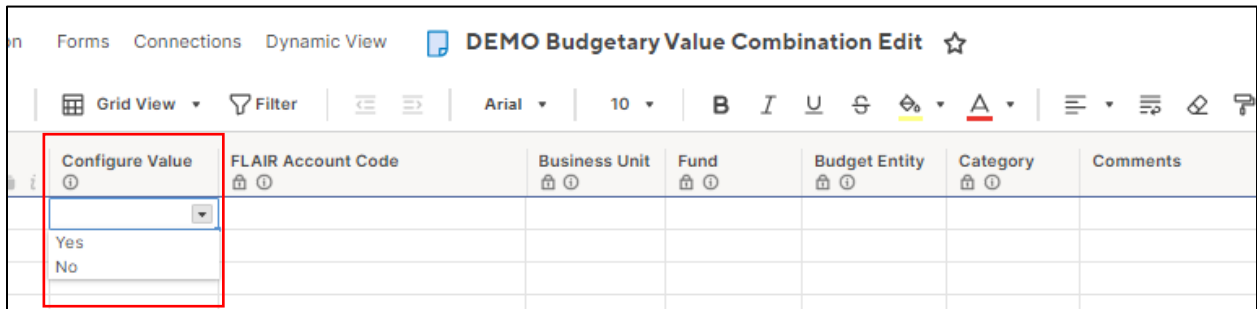 Forms Connections Dynamic View DEMO Budgetary Value Combination Edit
Grid View Filter Arial 10 B I U S A
Configure Value FLAIR Account Code Business Unit Fund Budget Entity Category Comments
Yes
No